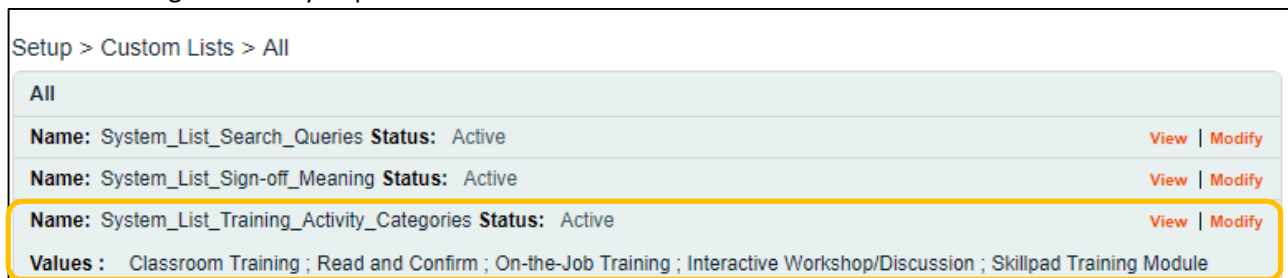 Setup > Custom Lists > All
All
Name: System_List_Search_Queries Status: Active View | Modify
Name: System_List_Sign-off_Meaning Status: Active View | Modify
Name: System_List_Training_Activity_Categories Status: Active View | Modify
Values : Classroom Training ; Read and Confirm ; On-the-Job Training ; Interactive Workshop/Discussion ; Skillpad Training Module